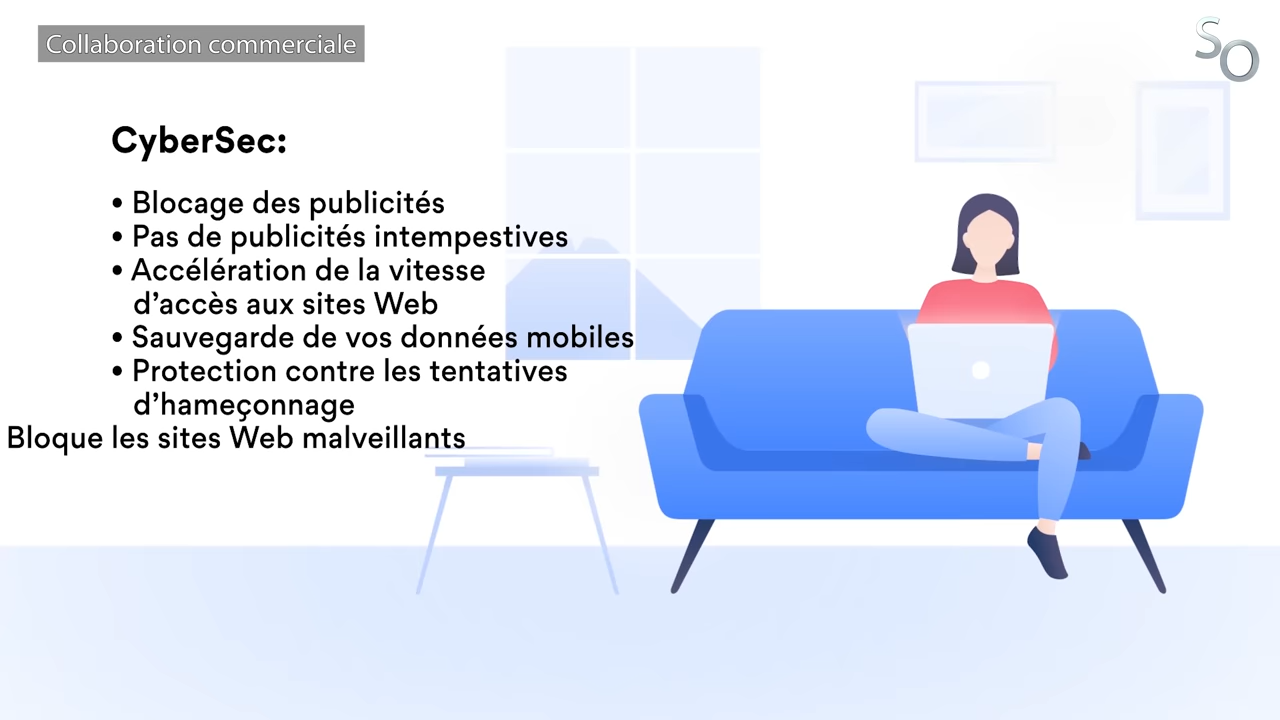 Collaboration commerciale
SO
CyberSec:
• Blocage des publicités
• Pas de publicités intempestives
• Accélération de la vitesse
d’accès aux sites Web
• Sauvegarde de vos données mobiles
• Protection contre les tentatives
d’hameçonnage
Bloque les sites Web malveillants